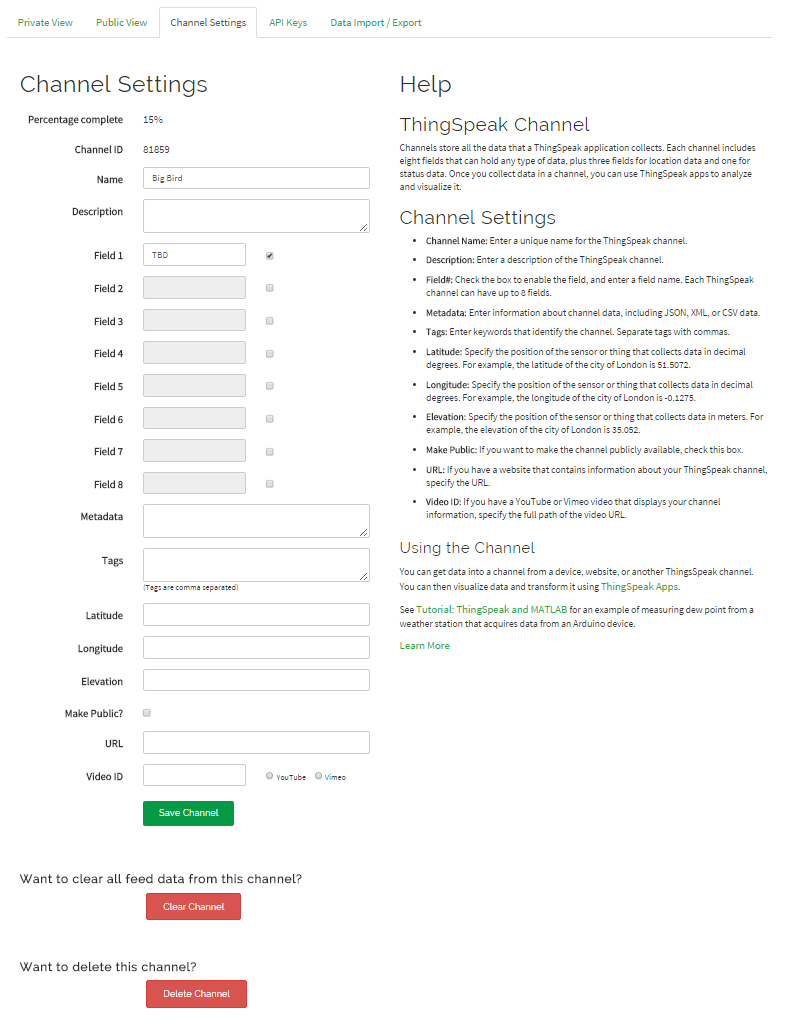 Private View
Public View
Channel Settings
API Keys
Data Import / Export
Channel Settings
Percentage complete 15%
Channel ID 81859
Name Big Bird
Description
Field 1 TBD
Field 2
Field 3
Field 4
Field 5
Field 6
Field 7
Field 8
Metadata
Tags
(Tags are comma separated)
Latitude
Longitude
Elevation
Make Public?
URL
Video ID YouTube Vimeo
Save Channel
Want to clear all feed data from this channel?
Clear Channel
Want to delete this channel?
Delete Channel
Help
ThingSpeak Channel
Channels store all the data that a ThingSpeak application collects. Each channel includes
eight fields that can hold any type of data, plus three fields for location data and one for
status data. Once you collect data in a channel, you can use ThingSpeak apps to analyze
and visualize it.
Channel Settings
• Channel Name: Enter a unique name for the ThingSpeak channel.
• Description: Enter a description of the ThingSpeak channel.
• Field#: Check the box to enable the field, and enter a field name. Each ThingSpeak
channel can have up to 8 fields.
• Metadata: Enter information about channel data, including JSON, XML, or CSV data.
• Tags: Enter keywords that identify the channel. Separate tags with commas.
• Latitude: Specify the position of the sensor or thing that collects data in decimal
degrees. For example, the latitude of the city of London is 51.5072.
• Longitude: Specify the position of the sensor or thing that collects data in decimal
degrees. For example, the longitude of the city of London is -0.1275.
• Elevation: Specify the position of the sensor or thing that collects data in meters. For
example, the elevation of the city of London is 35.052.
• Make Public: If you want to make the channel publicly available, check this box.
• URL: If you have a website that contains information about your ThingSpeak channel,
specify the URL.
• Video ID: If you have a YouTube or Vimeo video that displays your channel
information, specify the full path of the video URL.
Using the Channel
You can get data into a channel from a device, website, or another ThingsSpeak channel.
You can then visualize data and transform it using ThingSpeak Apps.
See Tutorial: ThingSpeak and MATLAB for an example of measuring dew point from a
weather station that acquires data from an Arduino device.
Learn More